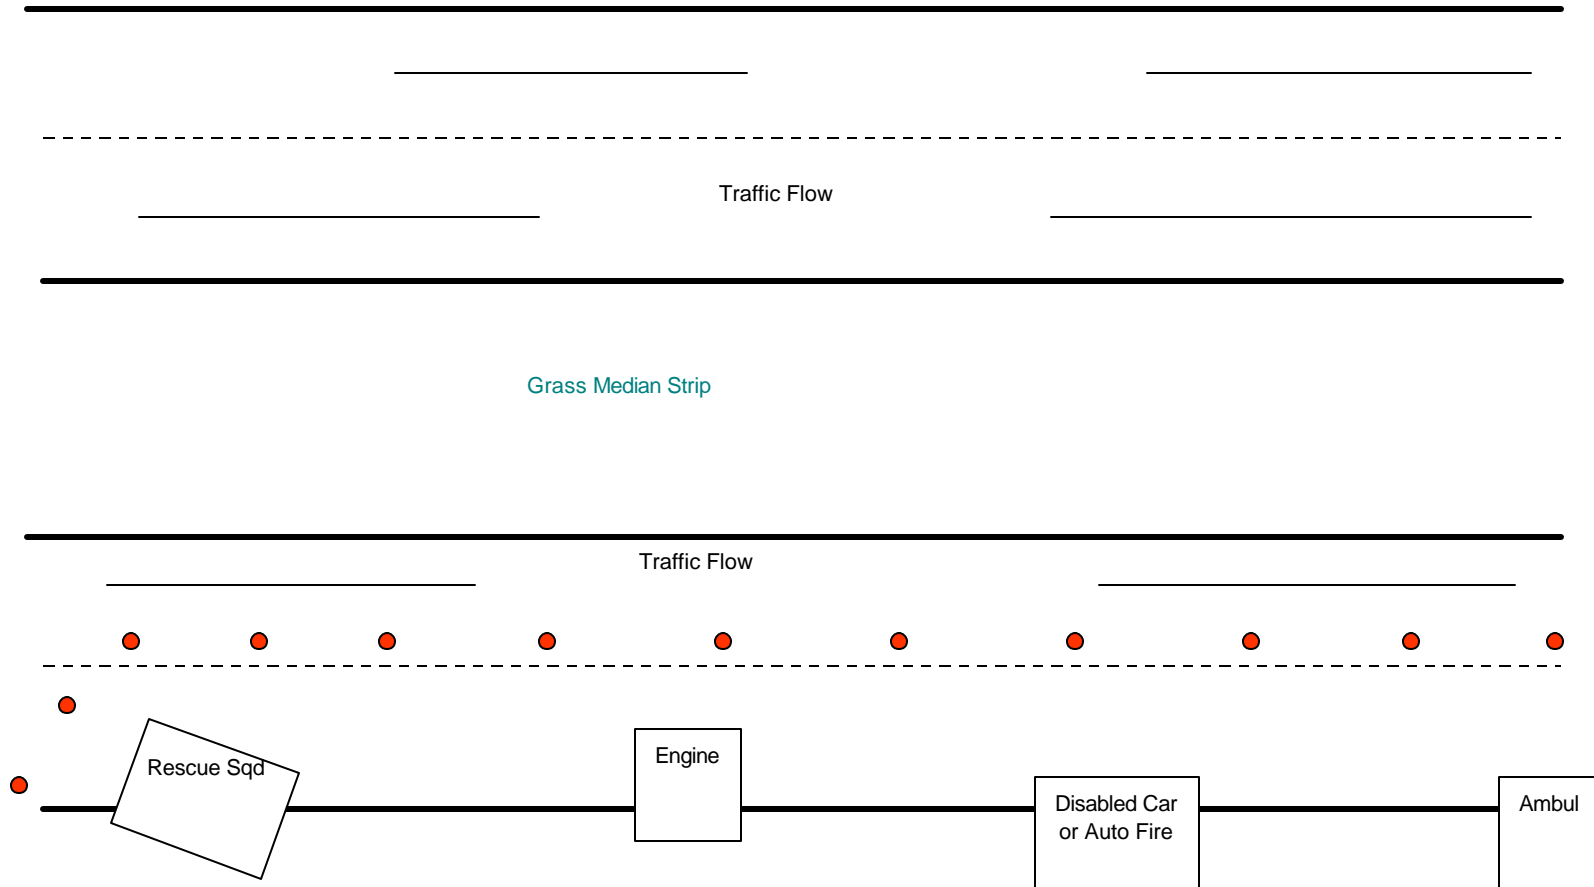 Traffic Flow
Grass Median Strip
Traffic Flow
Rescue Sqd
Engine
Disabled Car
or Auto Fire
Ambul